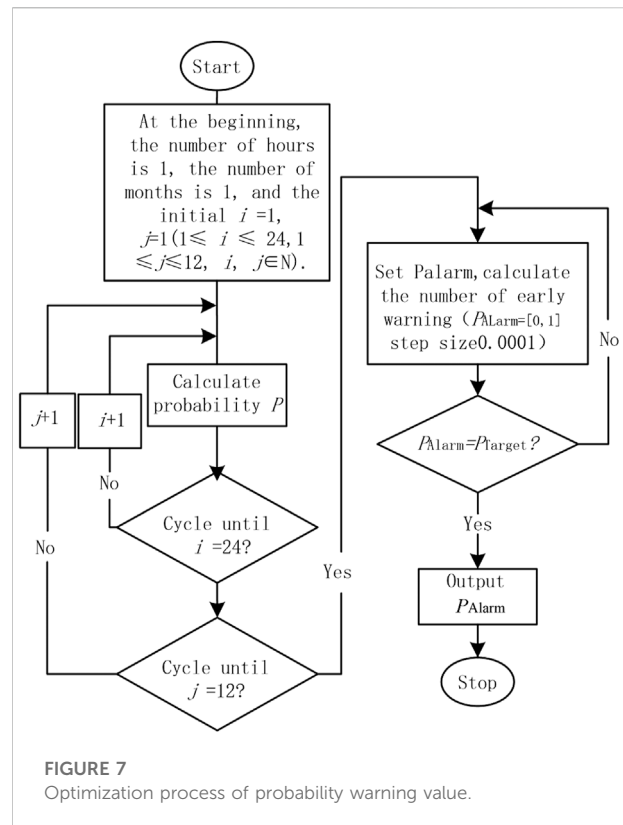 Start
At the beginning,
the number of hours
is 1, the number of
months is 1, and the
initial i =1,
j=1(1≤ i ≤ 24,1
≤j≤12, i, j∈N).
Calculate
probability P
j+1
i+1
No
Cycle until
i =24?
No
Cycle until
j =12?
Yes
Set Palarm, calculate
the number of early
warning (PALarm=[0,1]
step size0.0001)
No
PAlarm=PTarget?
Yes
Output
PAlarm
Stop
FIGURE 7
Optimization process of probability warning value.